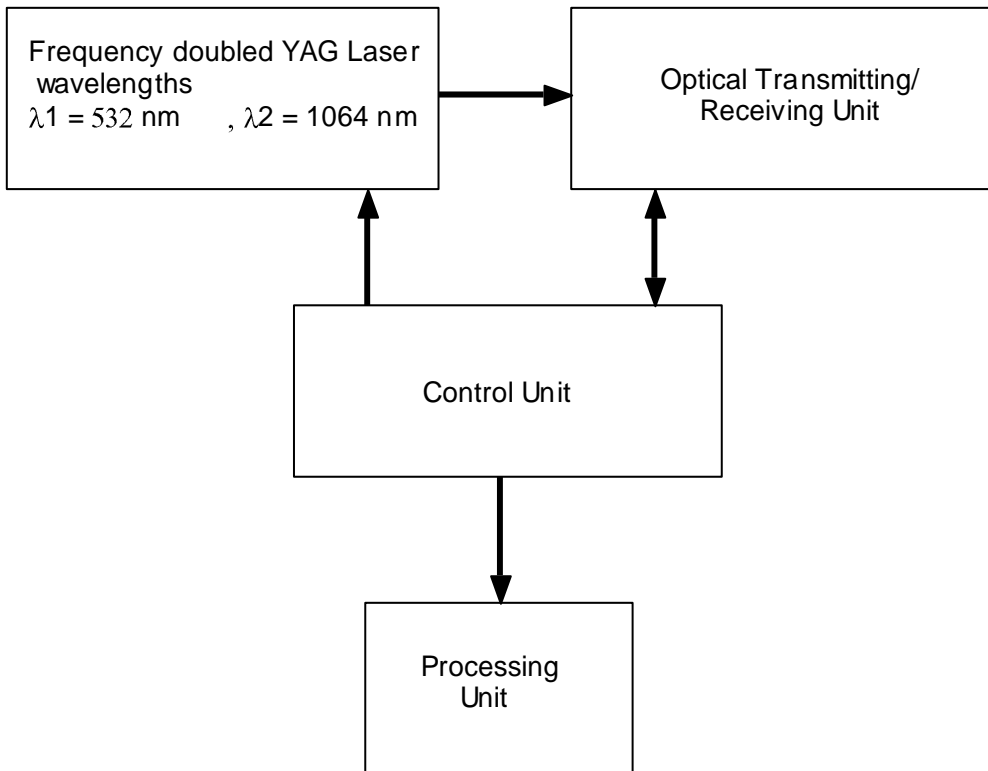 Frequency doubled YAG Laser
wavelengths
λ1 = 532 nm , λ2 = 1064 nm
Optical Transmitting/
Receiving Unit
Control Unit
Processing
Unit